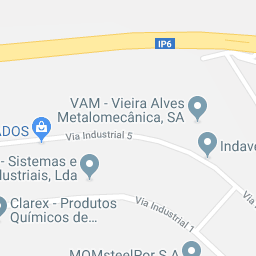 IP6
VAM - Vieira Alves
Metalomecânica, SA
ADOS
Via Industrial 5
Indave
- Sistemas e
dustriais, Lda
Clarex - Produtos
Químicos de…
Via Industrial 1
MOMsteelPor S.A